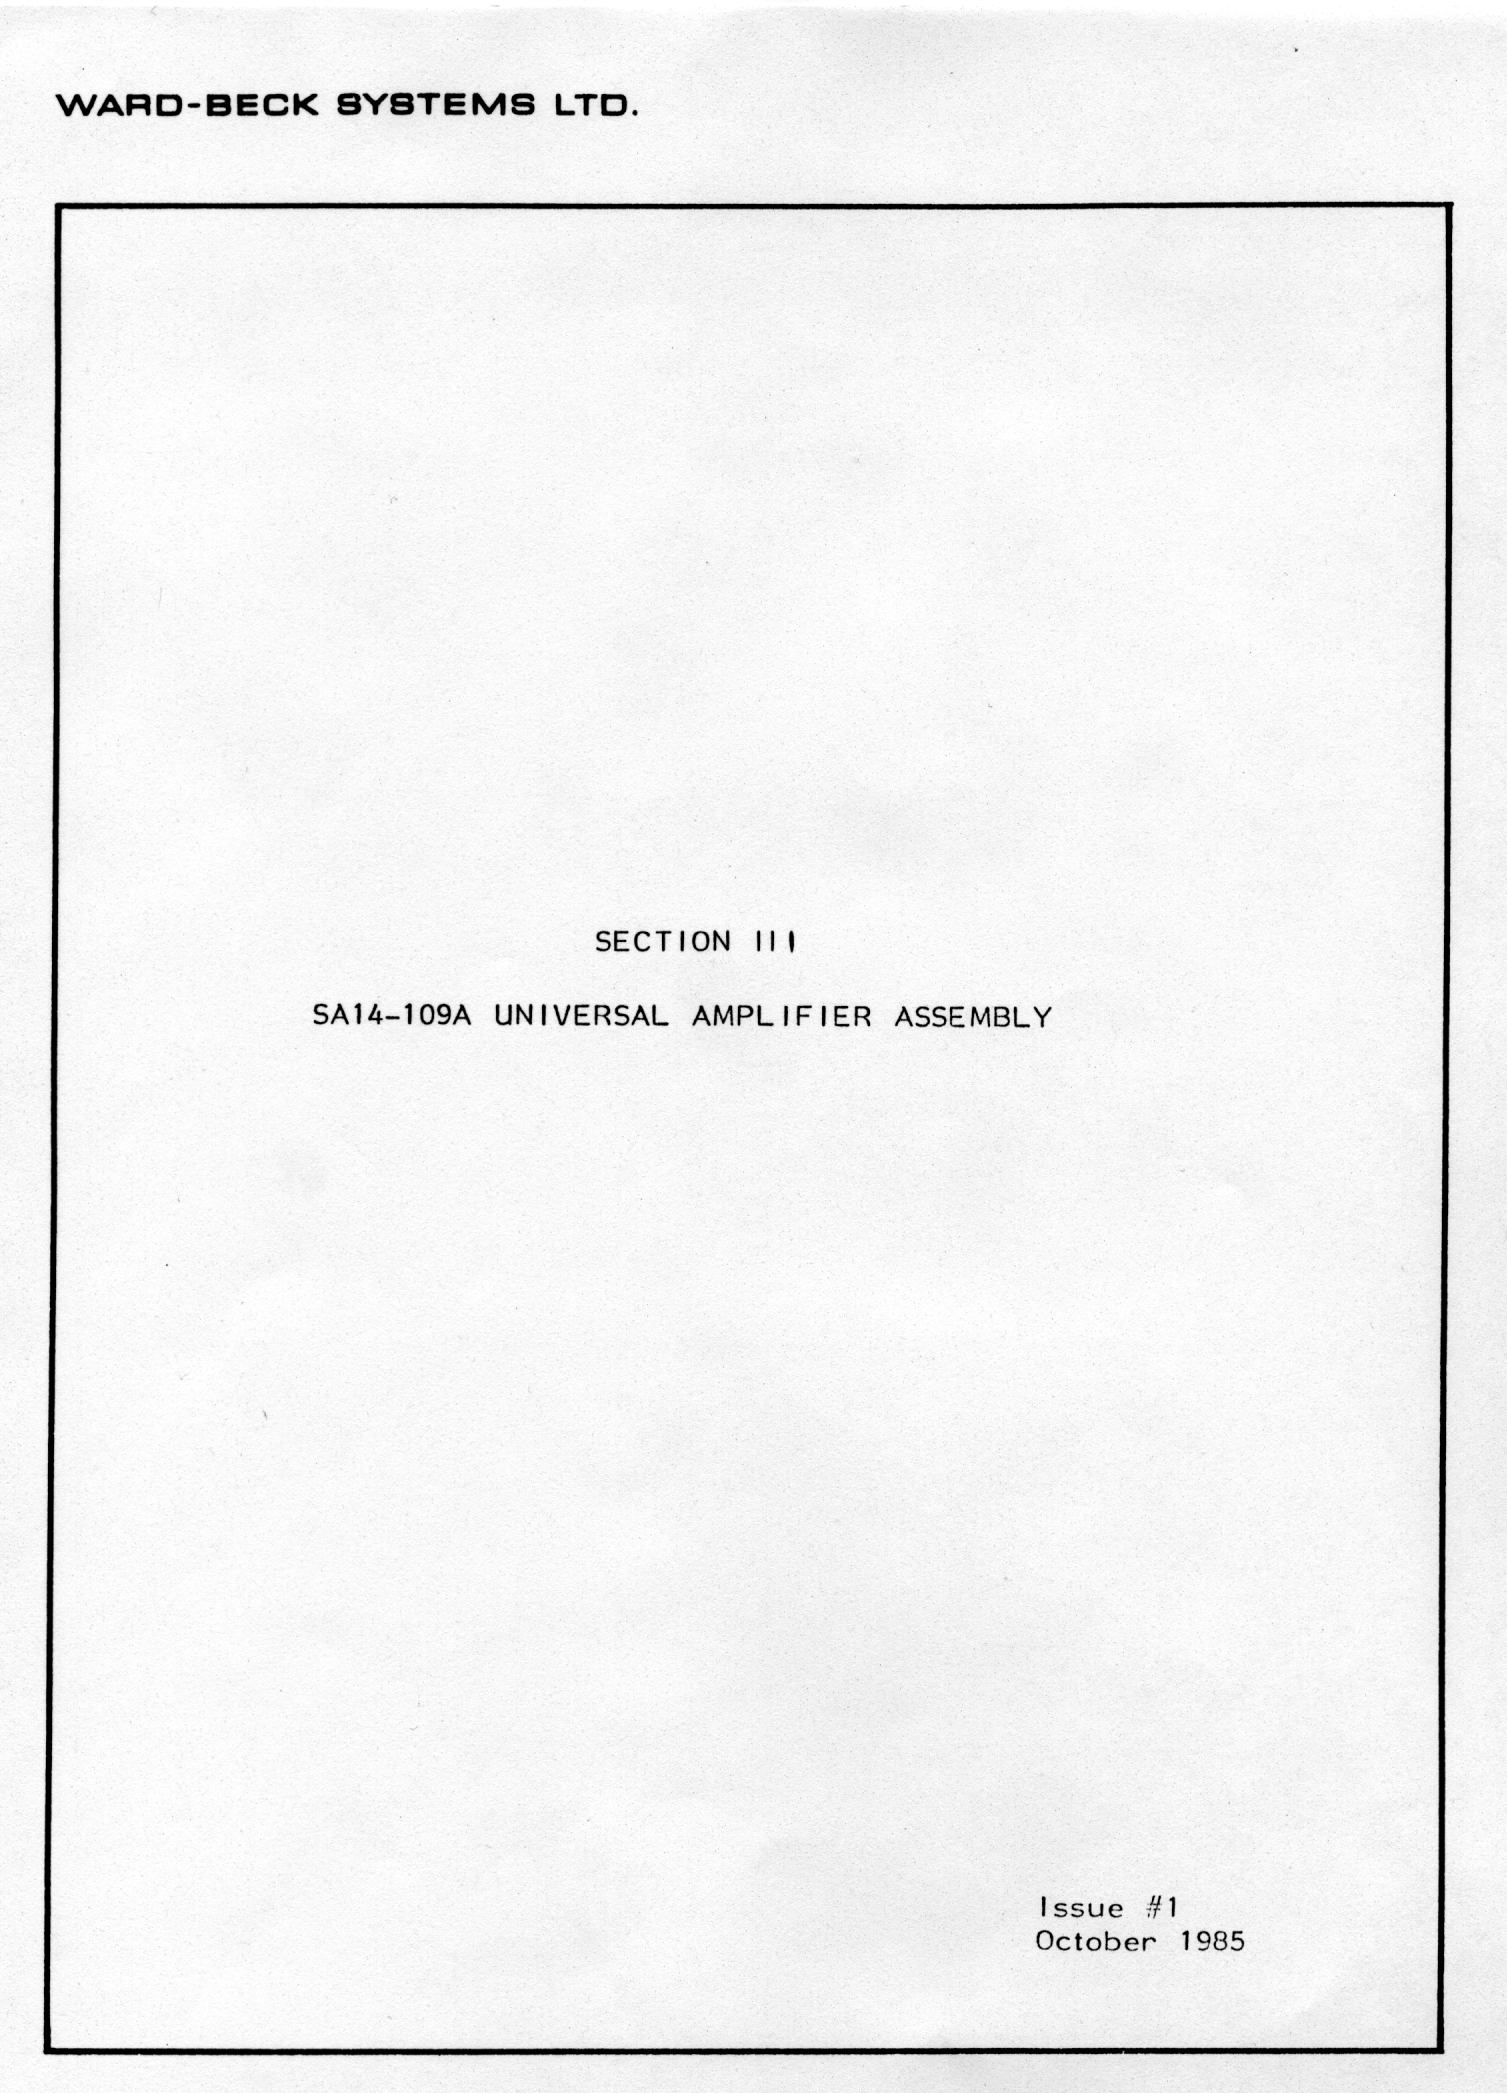 WARD-BECK SYSTEMS LTD.
SECTION III
SA14-109A UNIVERSAL AMPLIFIER ASSEMBLY
Issue #1
October 1985